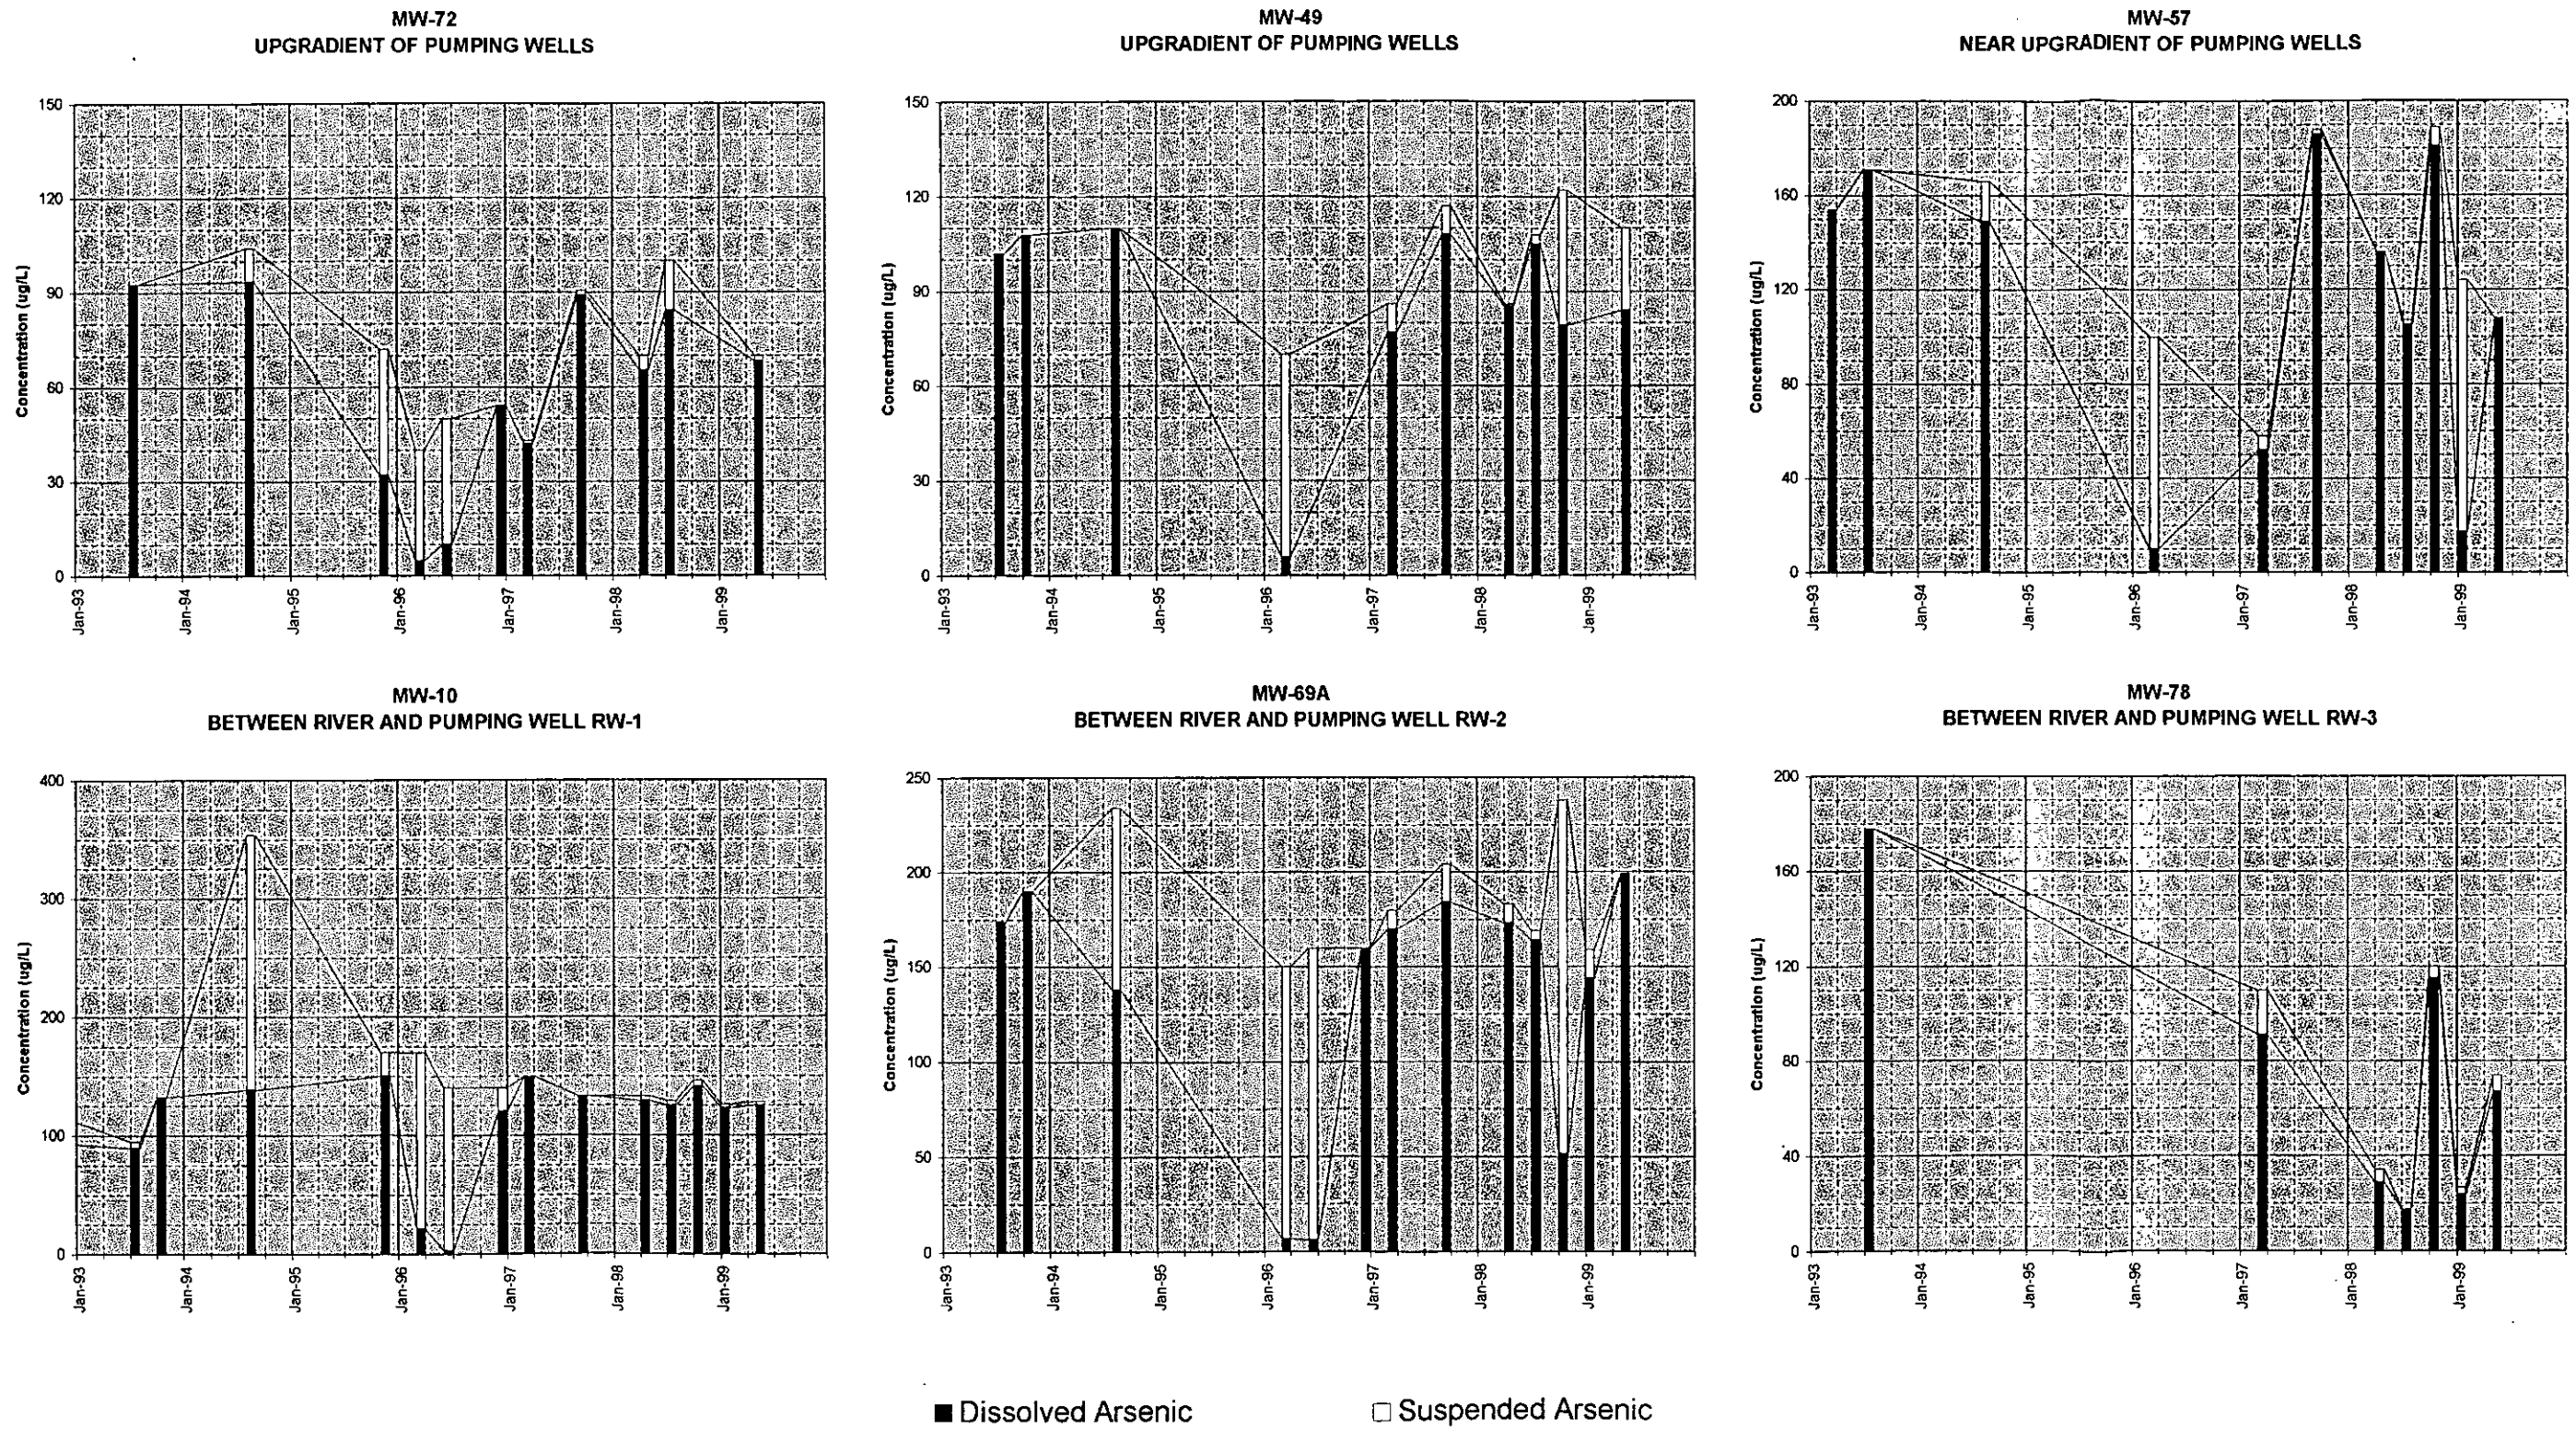 MW-72
UPGRADIENT OF PUMPING WELLS
Concentration (ug/L)
150
120
90
60
30
0
Jan-93
Jan-94
Jan-95
Jan-96
Jan-97
Jan-98
Jan-99
MW-49
UPGRADIENT OF PUMPING WELLS
Concentration (ug/L)
150
120
90
60
30
0
Jan-93
Jan-94
Jan-95
Jan-96
Jan-97
Jan-98
Jan-99
MW-57
NEAR UPGRADIENT OF PUMPING WELLS
Concentration (ug/L)
200
160
120
80
40
0
Jan-93
Jan-94
Jan-95
Jan-96
Jan-97
Jan-98
Jan-99
MW-10
BETWEEN RIVER AND PUMPING WELL RW-1
Concentration (ug/L)
400
300
200
100
0
Jan-93
Jan-94
Jan-95
Jan-96
Jan-97
Jan-98
Jan-99
MW-69A
BETWEEN RIVER AND PUMPING WELL RW-2
Concentration (ug/L)
250
200
150
100
50
0
Jan-93
Jan-94
Jan-95
Jan-96
Jan-97
Jan-98
Jan-99
MW-78
BETWEEN RIVER AND PUMPING WELL RW-3
Concentration (ug/L)
200
160
120
80
40
0
Jan-93
Jan-94
Jan-95
Jan-96
Jan-97
Jan-98
Jan-99
Dissolved Arsenic
Suspended Arsenic